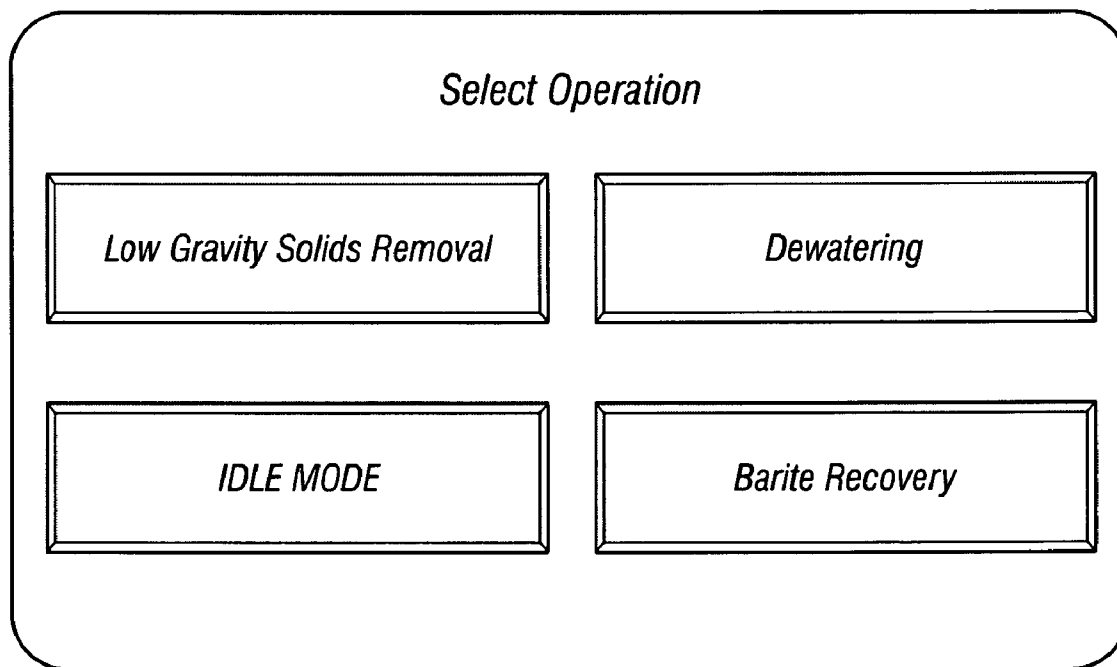 Select Operation
Low Gravity Solids Removal
Dewatering
IDLE MODE
Barite Recovery